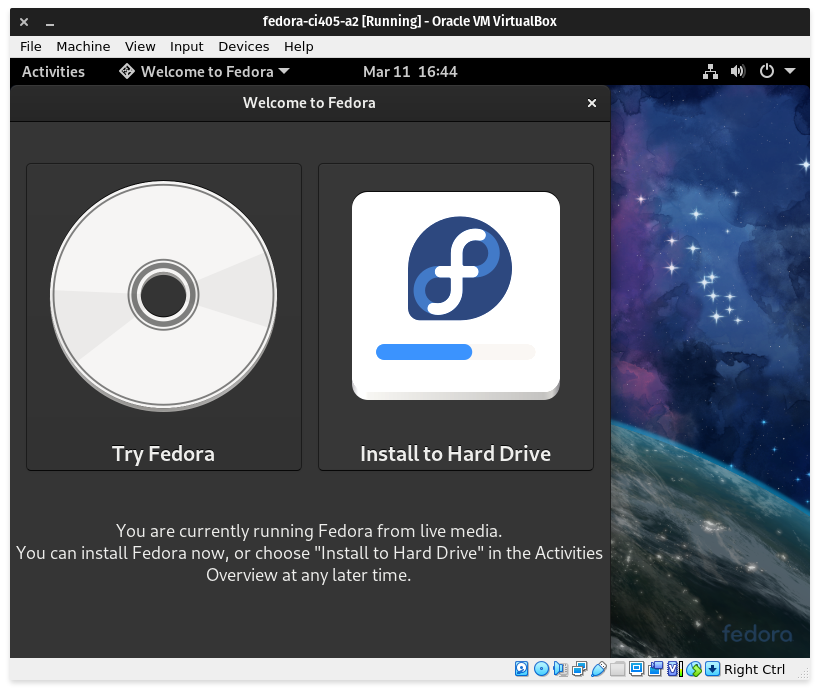 fedora-ci405-a2 [Running] - Oracle VM VirtualBox
File Machine View Input Devices Help
Activities Welcome to Fedora Mar 11 16:44
Welcome to Fedora
Try Fedora Install to Hard Drive
You are currently running Fedora from live media.
You can install Fedora now, or choose "Install to Hard Drive" in the Activities
Overview at any later time.
fedora
Right Ctrl